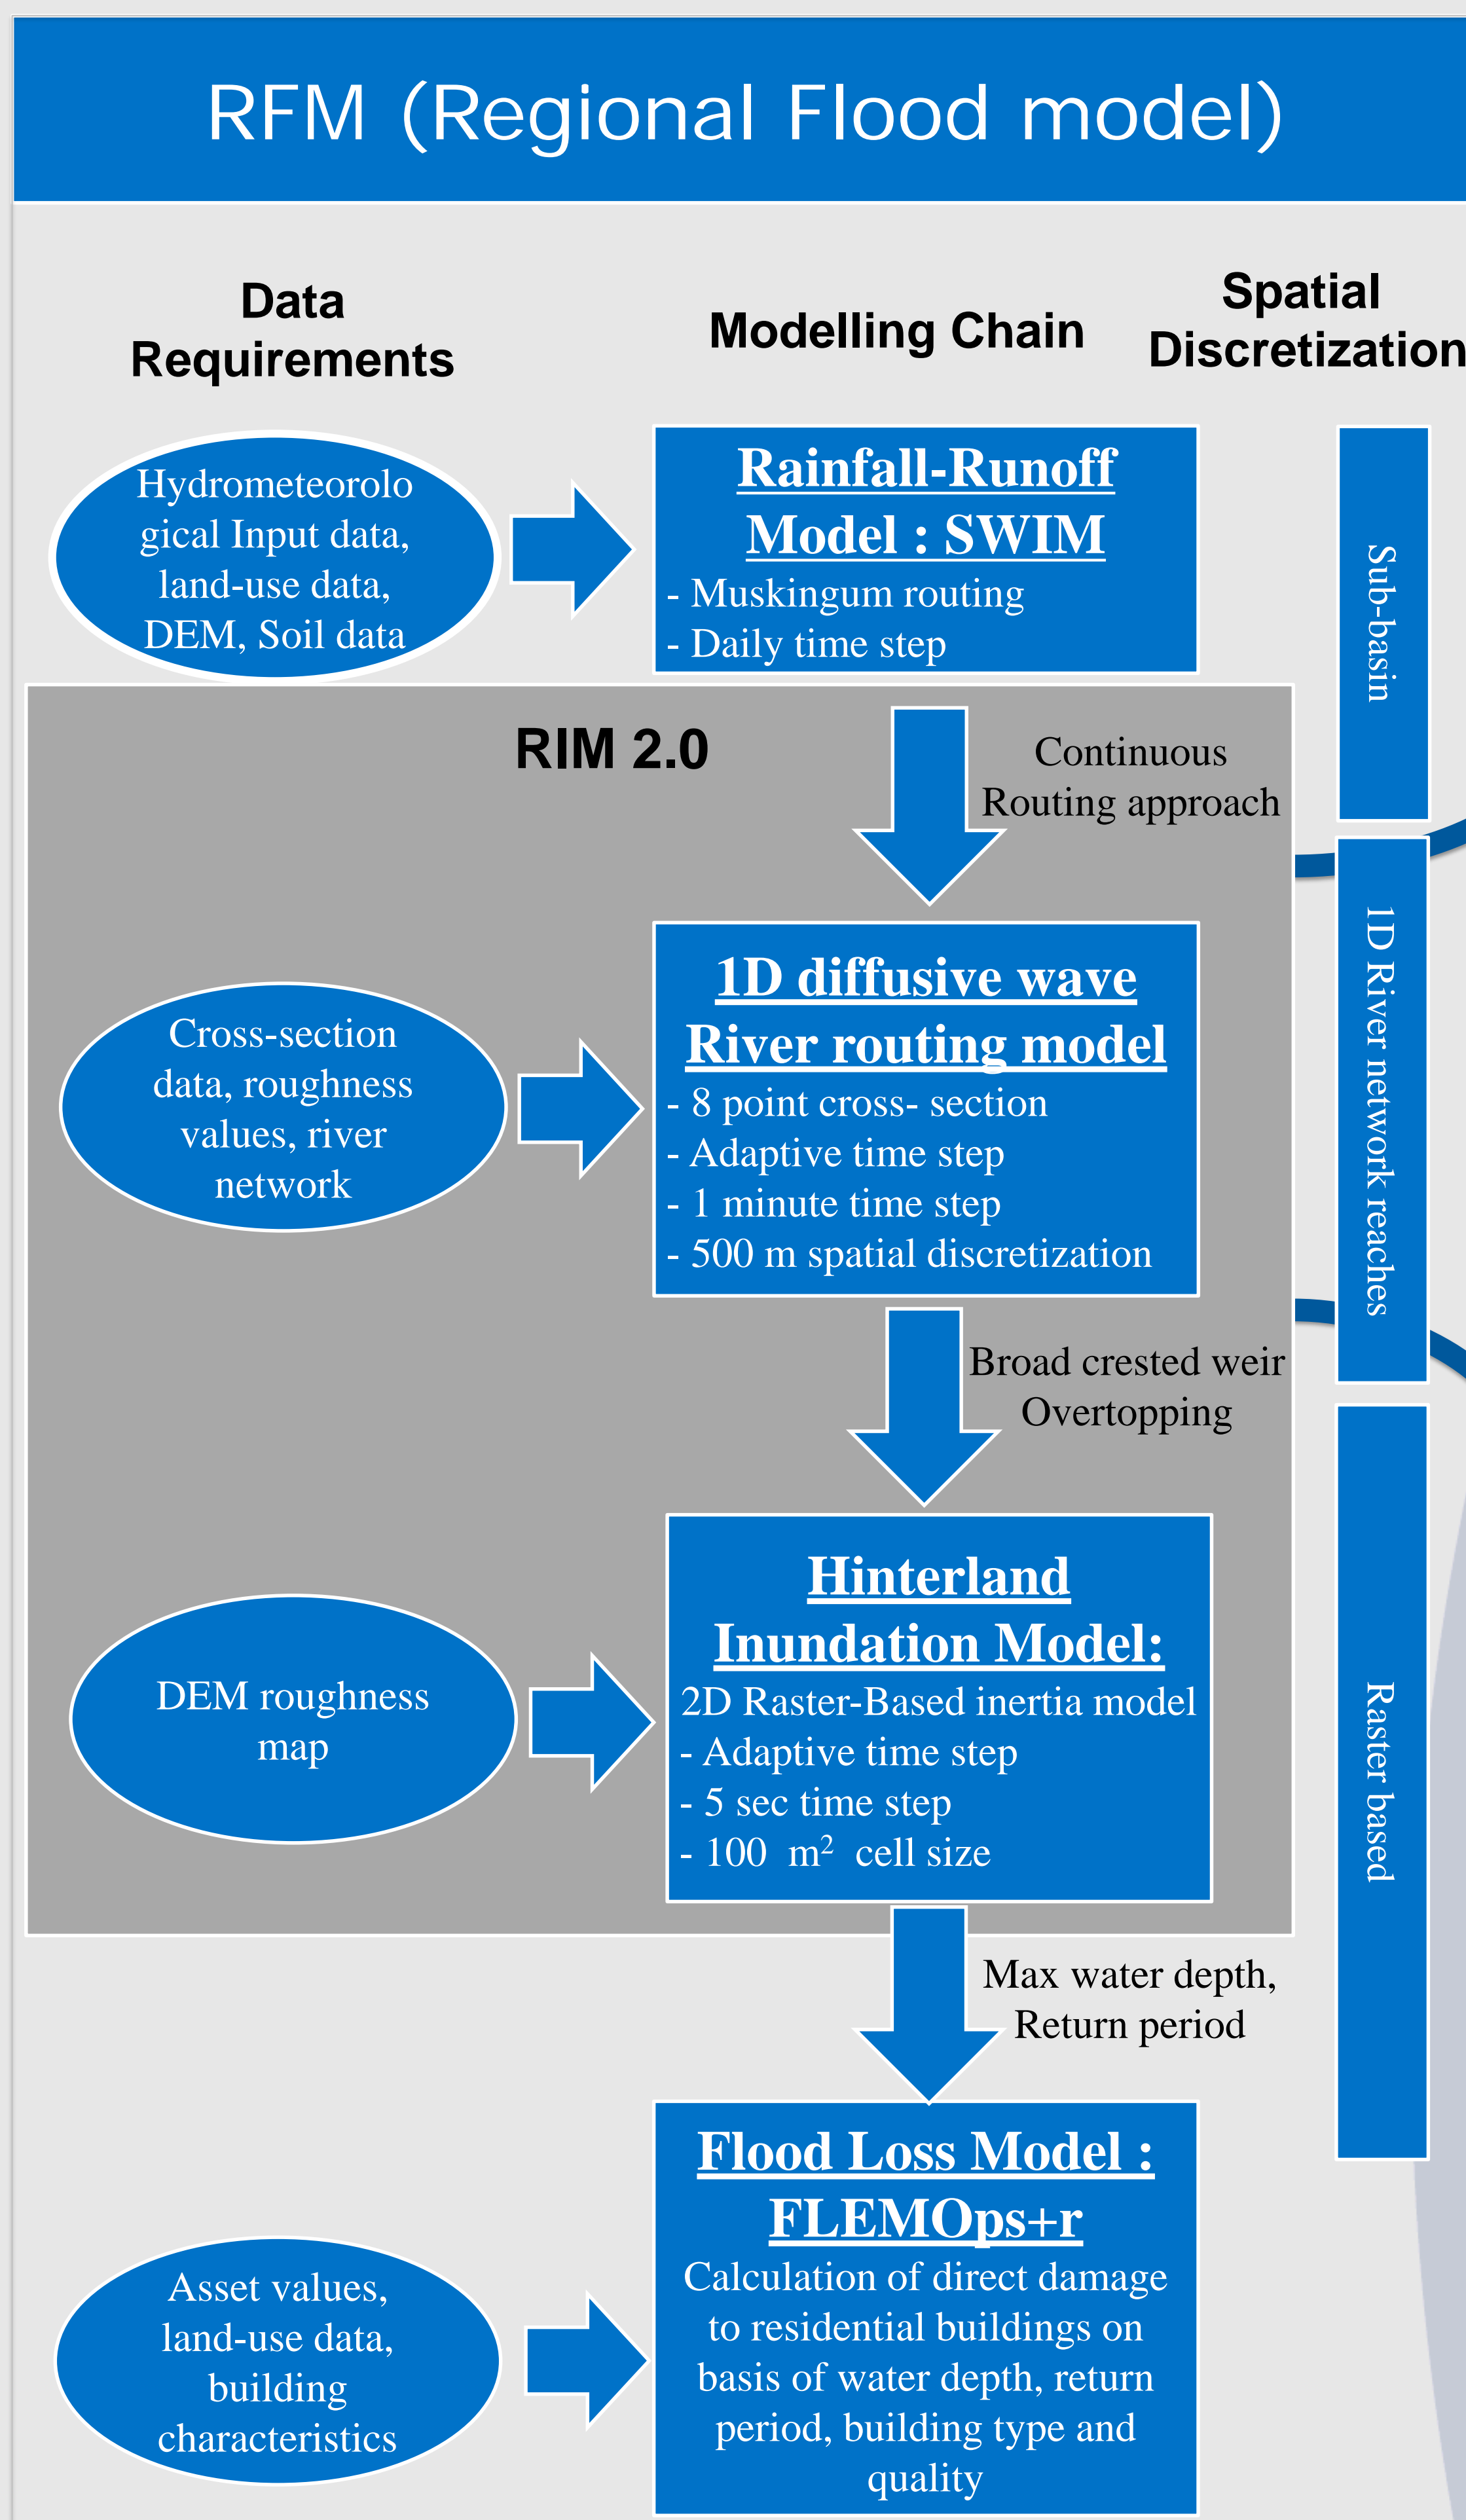 RFM (Regional Flood model)
Data
Requirements
Modelling Chain
Spatial
Discretization
Hydrometeorolo
gical Input data,
land-use data,
DEM, Soil data
Rainfall-Runoff
Model : SWIM
- Muskingum routing
- Daily time step
Sub-basin
RIM 2.0
Continuous
Routing approach
Cross-section
data, roughness
values, river
network
1D diffusive wave
River routing model
- 8 point cross- section
- Adaptive time step
- 1 minute time step
- 500 m spatial discretization
1D River network reaches
Broad crested weir
Overtopping
DEM roughness
map
Hinterland
Inundation Model:
2D Raster-Based inertia model
- Adaptive time step
- 5 sec time step
- 100 m² cell size
Raster based
Max water depth,
Return period
Asset values,
land-use data,
building
characteristics
Flood Loss Model :
FLEMOps+r
Calculation of direct damage
to residential buildings on
basis of water depth, return
period, building type and
quality